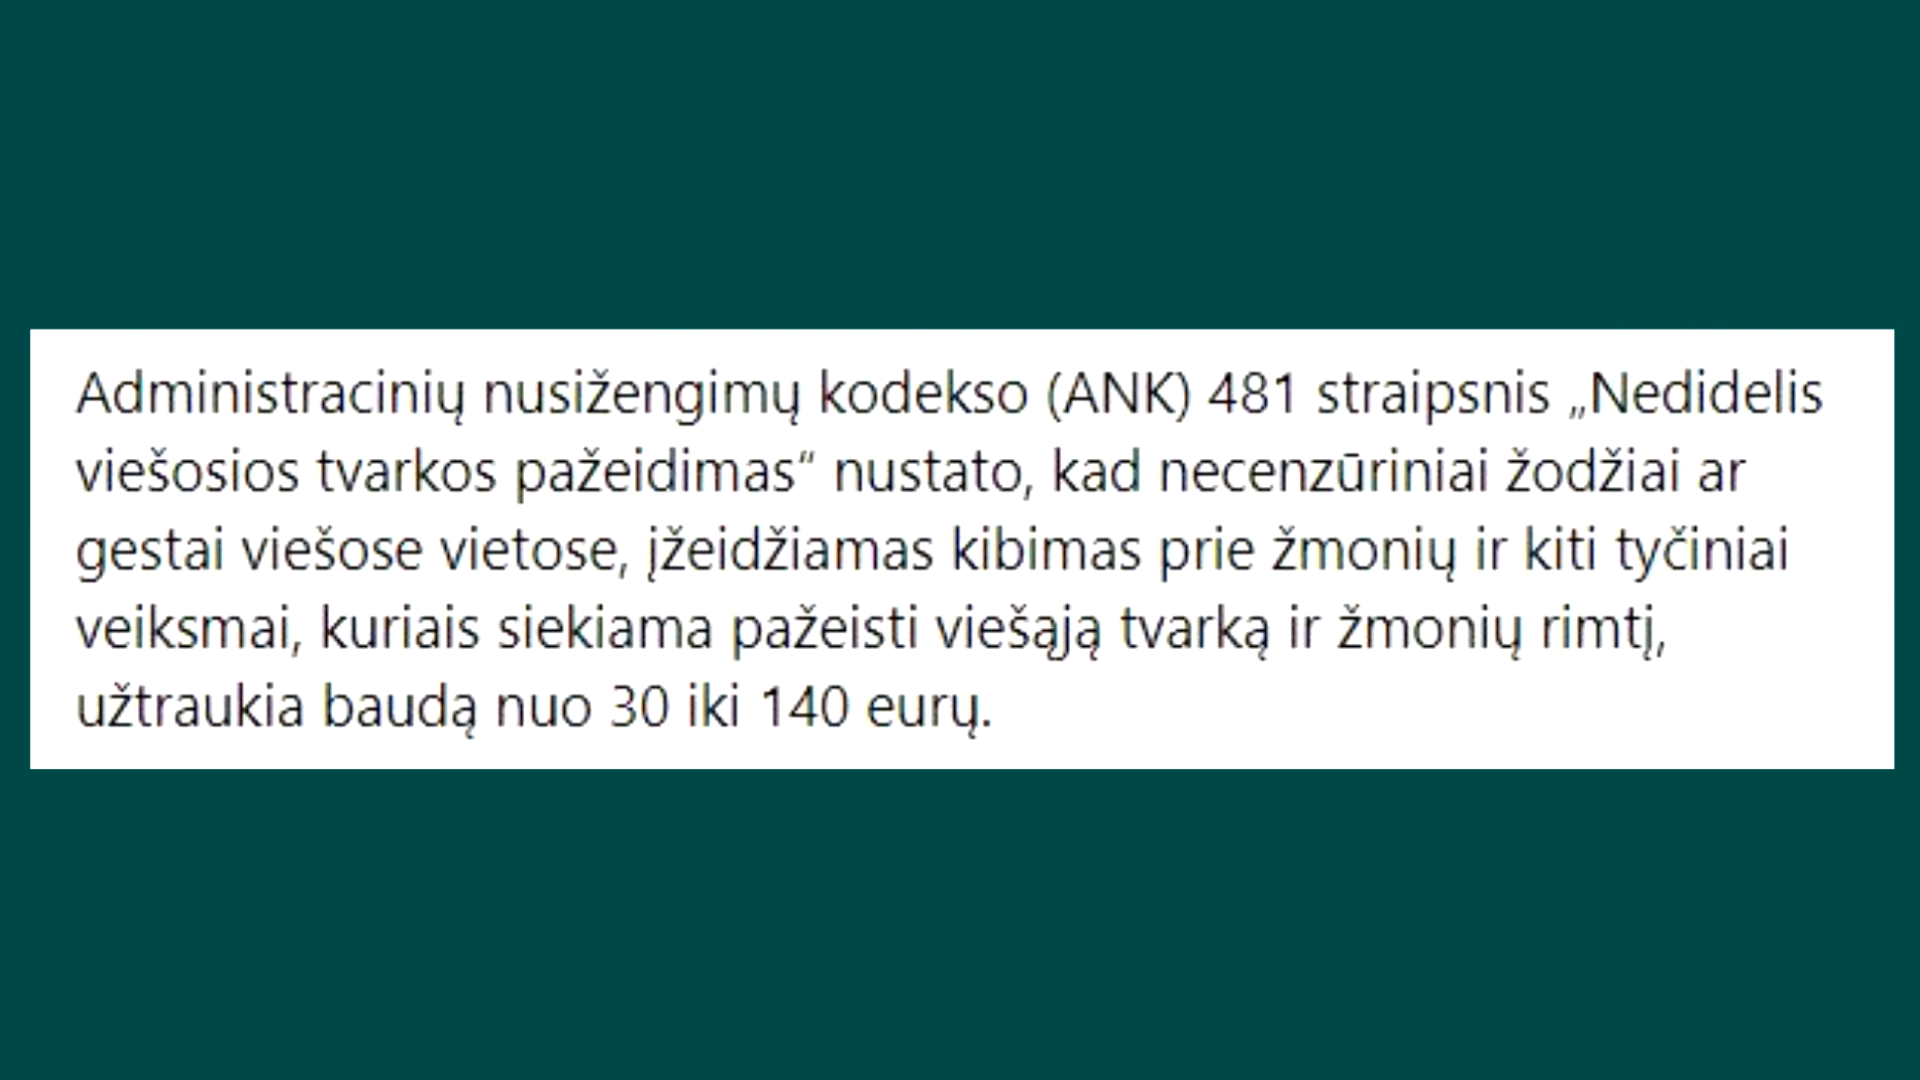 Administracinių nusižengimų kodekso (ANK) 481 straipsnis „Nedidelis
viešosios tvarkos pažeidimas“ nustato, kad necenzūriniai žodžiai ar
gestai viešose vietose, įžeidžiamas kibimas prie žmonių ir kiti tyčiniai
veiksmai, kuriais siekiama pažeisti viešąją tvarką ir žmonių rimtį,
užtraukia baudą nuo 30 iki 140 eurų.